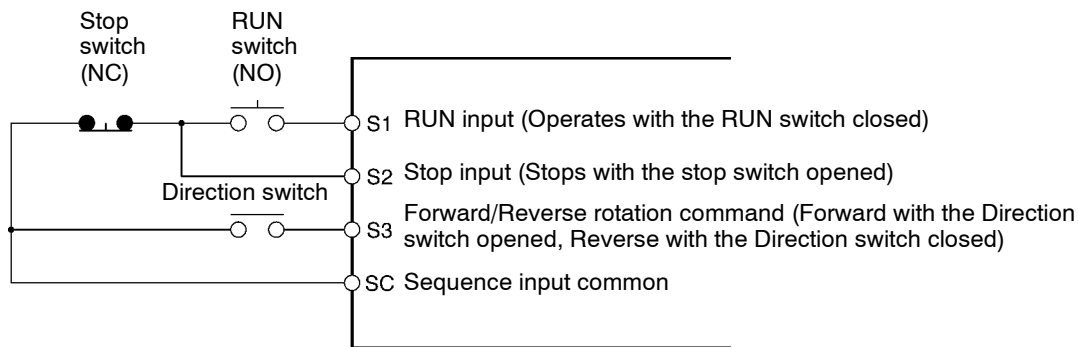 Stop
switch
(NC)
RUN
switch
(NO)
S1 RUN input (Operates with the RUN switch closed)
S2 Stop input (Stops with the stop switch opened)
Direction switch
S3 Forward/Reverse rotation command (Forward with the Direction
switch opened, Reverse with the Direction switch closed)
SC Sequence input common